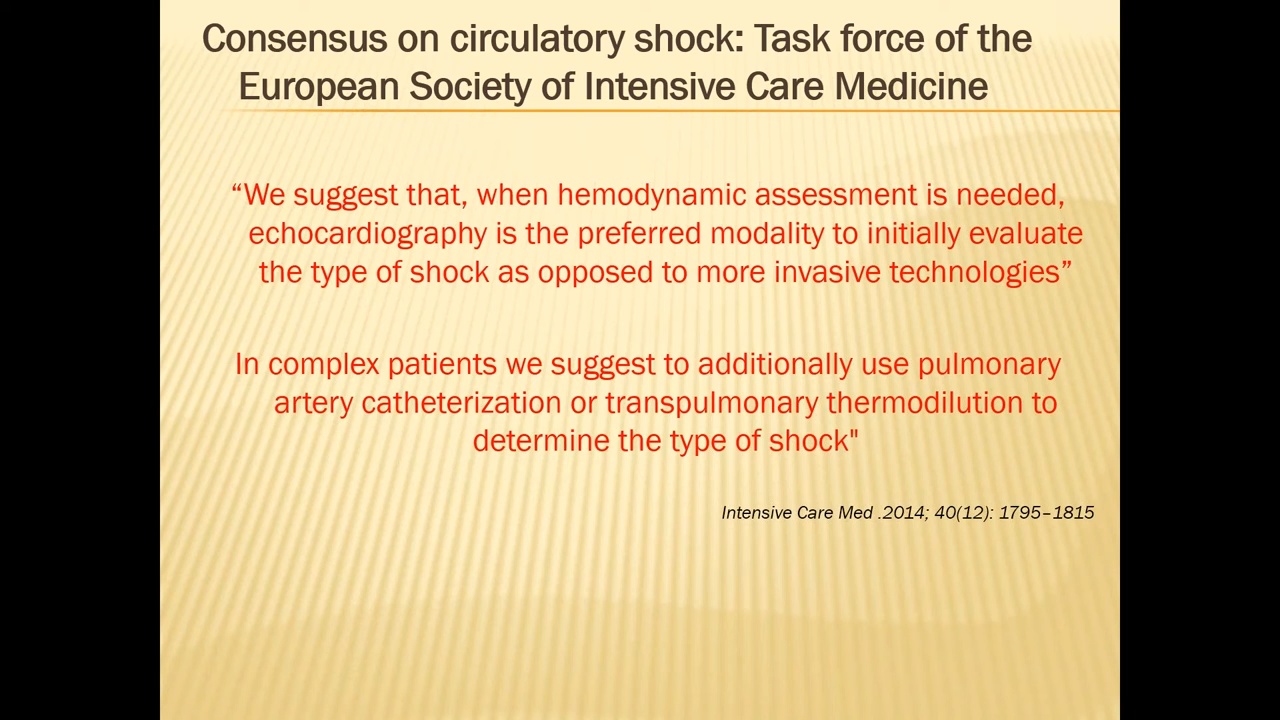 Consensus on circulatory shock: Task force of the
European Society of Intensive Care Medicine
“We suggest that, when hemodynamic assessment is needed,
echocardiography is the preferred modality to initially evaluate
the type of shock as opposed to more invasive technologies”
In complex patients we suggest to additionally use pulmonary
artery catheterization or transpulmonary thermodilution to
determine the type of shock"
Intensive Care Med .2014; 40(12): 1795–1815